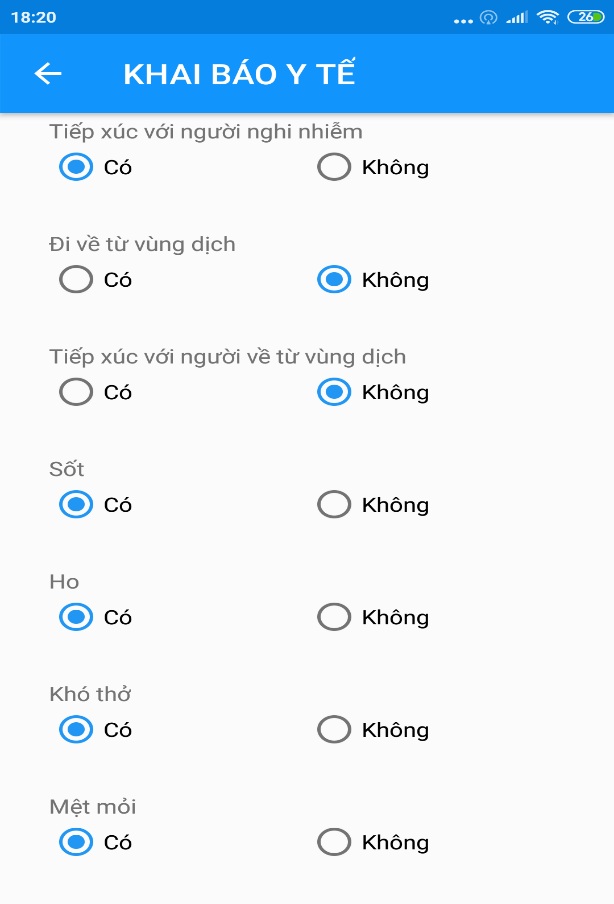 18:20
26
KHAI BÁO Y TẾ
Tiếp xúc với người nghi nhiễm
Có Không
Đi về từ vùng dịch
Có Không
Tiếp xúc với người về từ vùng dịch
Có Không
Sốt
Có Không
Ho
Có Không
Khó thở
Có Không
Mệt mỏi
Có Không